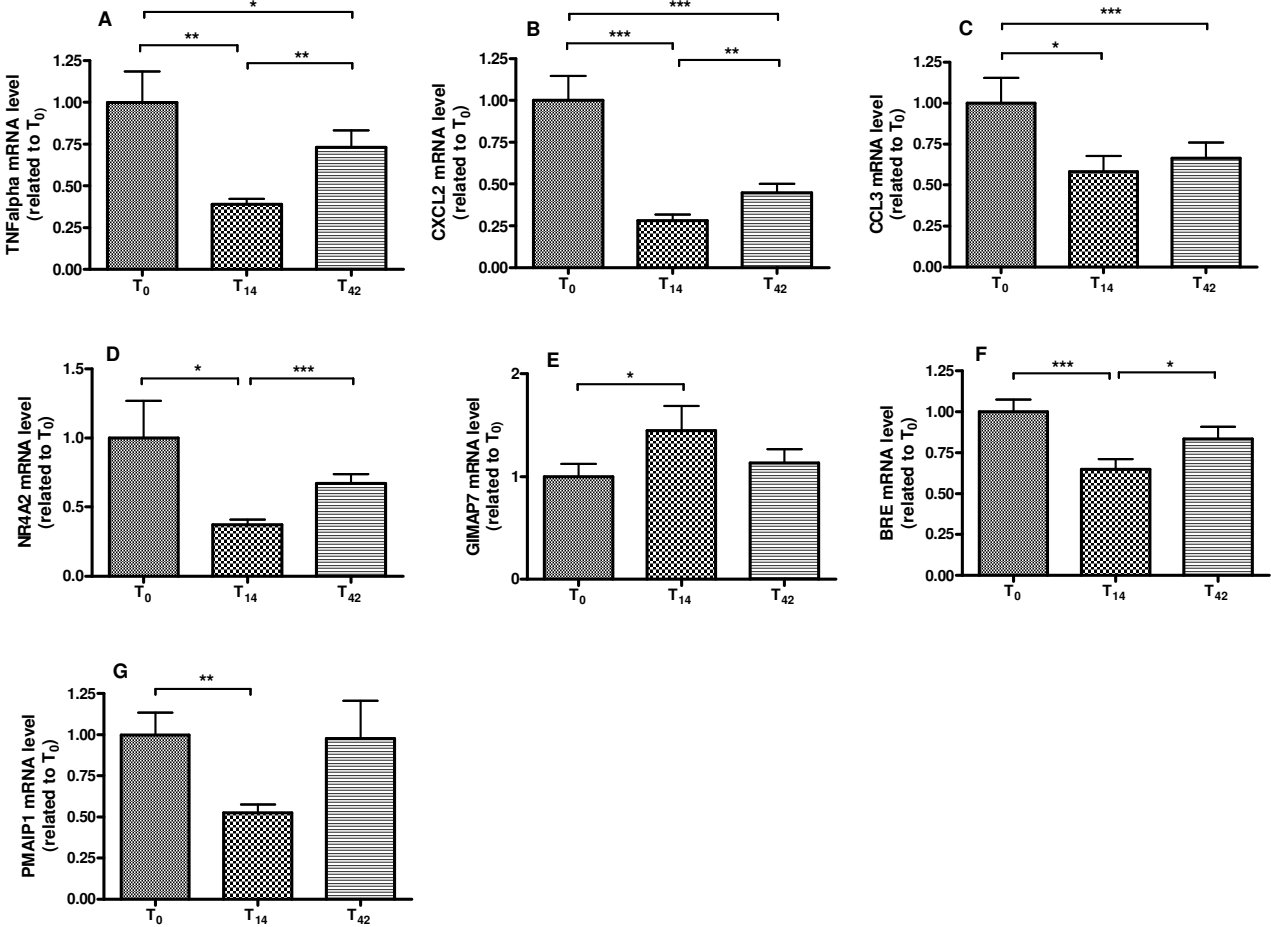 A
*
**
**
TNFalpha mRNA level
(related to T0)
1.25
1.00
0.75
0.50
0.25
0.00
T0
T14
T42
B
***
***
**
CXCL2 mRNA level
(related to T0)
1.25
1.00
0.75
0.50
0.25
0.00
T0
T14
T42
C
***
*
CCL3 mRNA level
(related to T0)
1.25
1.00
0.75
0.50
0.25
0.00
T0
T14
T42
D
*
***
NR4A2 mRNA level
(related to T0)
1.5
1.0
0.5
0.0
T0
T14
T42
E
*
GIMAP7 mRNA level
(related to T0)
2
1
0
T0
T14
T42
F
***
*
BRE mRNA level
(related to T0)
1.25
1.00
0.75
0.50
0.25
0.00
T0
T14
T42
G
**
PMAIP1 mRNA level
(related to T0)
1.25
1.00
0.75
0.50
0.25
0.00
T0
T14
T42